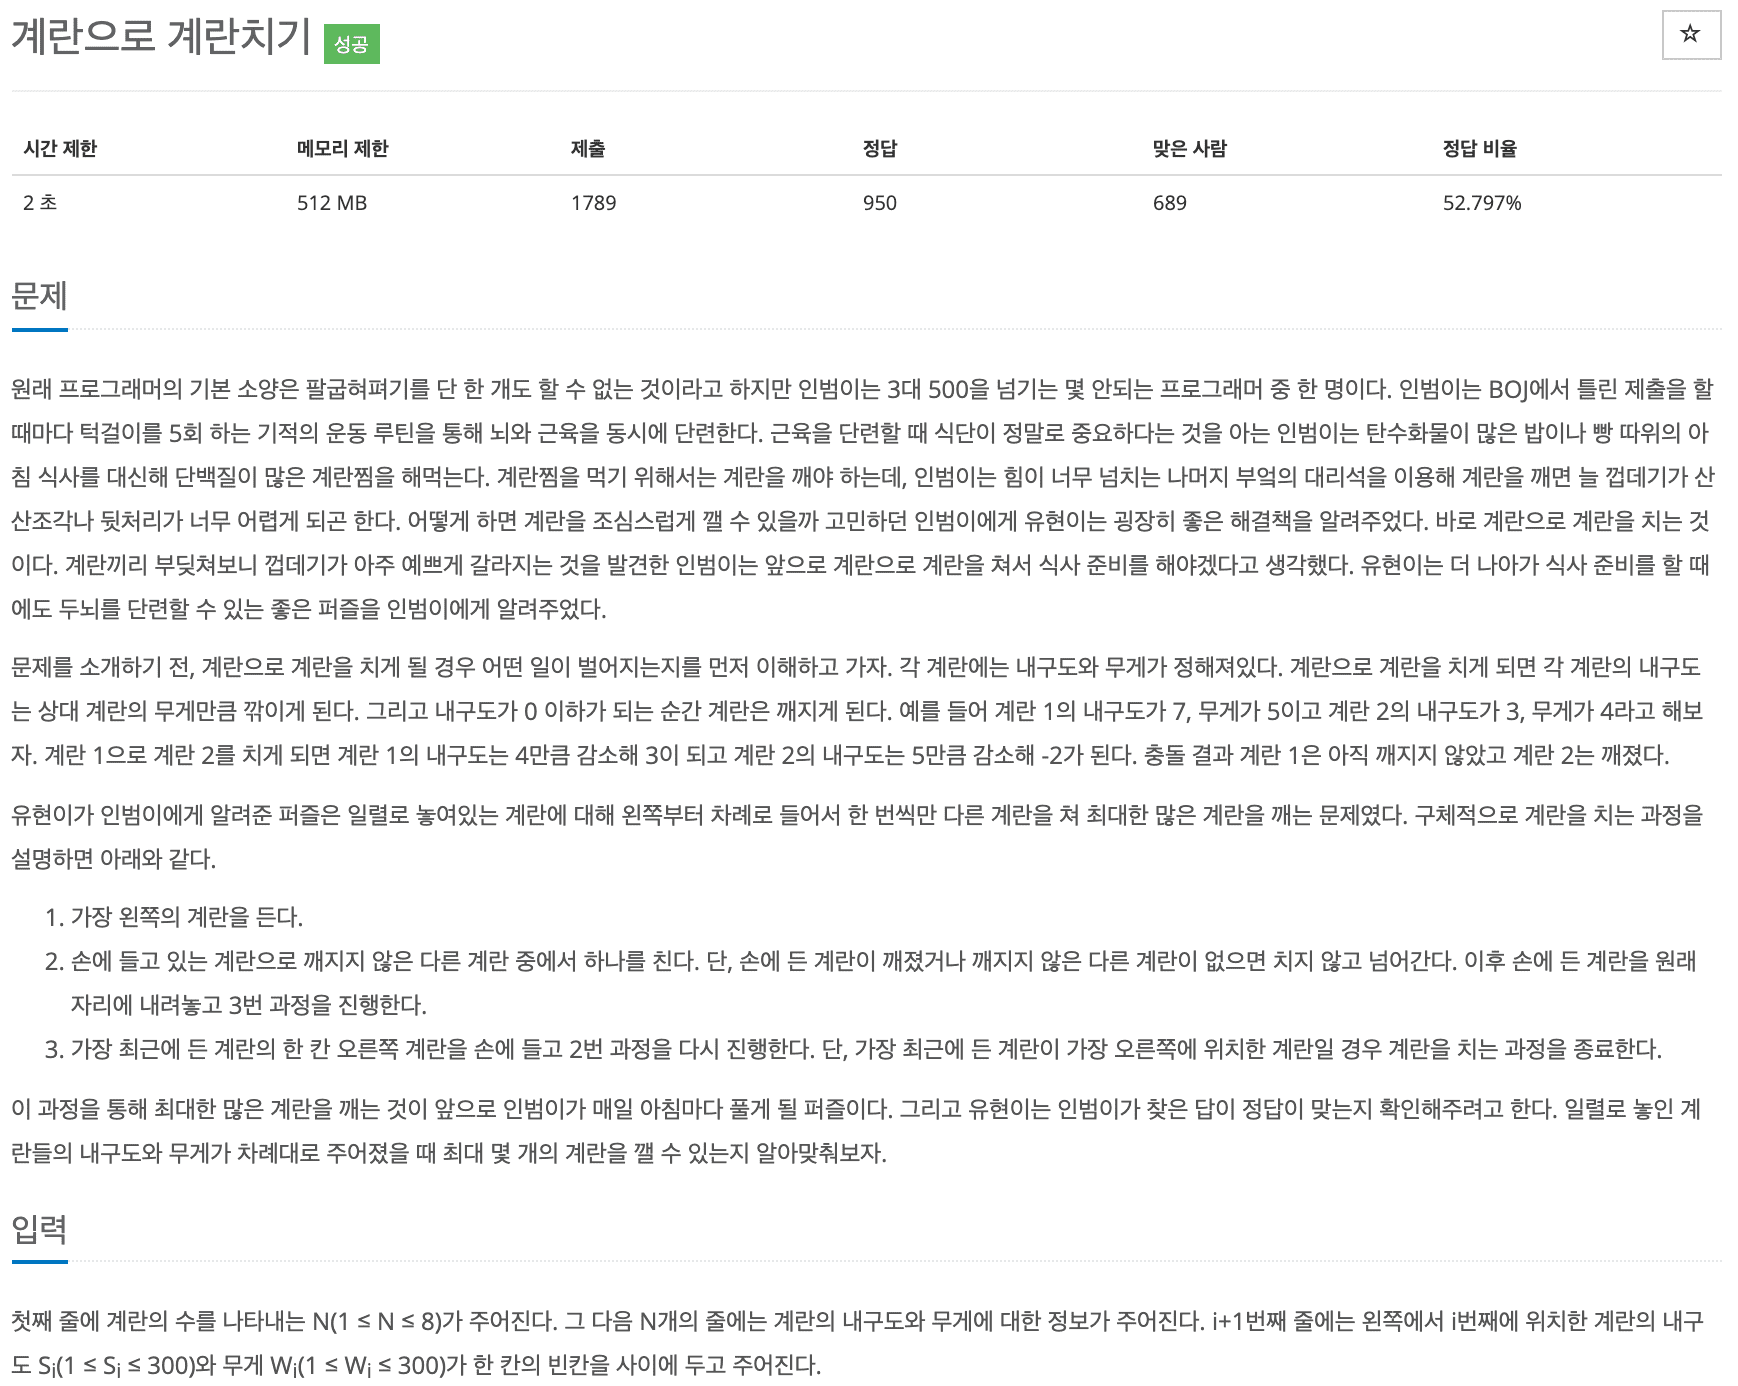 계란으로 계란치기 성공
☆
시간 제한 메모리 제한 제출 정답 맞은 사람 정답 비율
2 초 512 MB 1789 950 689 52.797%
문제
원래 프로그래머의 기본 소양은 팔굽혀펴기를 단 한 개도 할 수 없는 것이라고 하지만 인범이는 3대 500을 넘기는 몇 안되는 프로그래머 중 한 명이다. 인범이는 BOJ에서 틀린 제출을 할
때마다 턱걸이를 5회 하는 기적의 운동 루틴을 통해 뇌와 근육을 동시에 단련한다. 근육을 단련할 때 식단이 정말로 중요하다는 것을 아는 인범이는 탄수화물이 많은 밥이나 빵 따위의 아
침 식사를 대신해 단백질이 많은 계란찜을 해먹는다. 계란찜을 먹기 위해서는 계란을 깨야 하는데, 인범이는 힘이 너무 넘치는 나머지 부엌의 대리석을 이용해 계란을 깨면 늘 껍데기가 산
산조각나 뒷처리가 너무 어렵게 되곤 한다. 어떻게 하면 계란을 조심스럽게 깰 수 있을까 고민하던 인범이에게 유현이는 굉장히 좋은 해결책을 알려주었다. 바로 계란으로 계란을 치는 것
이다. 계란끼리 부딪쳐보니 껍데기가 아주 예쁘게 갈라지는 것을 발견한 인범이는 앞으로 계란으로 계란을 쳐서 식사 준비를 해야겠다고 생각했다. 유현이는 더 나아가 식사 준비를 할 때
에도 두뇌를 단련할 수 있는 좋은 퍼즐을 인범이에게 알려주었다.
문제를 소개하기 전, 계란으로 계란을 치게 될 경우 어떤 일이 벌어지는지를 먼저 이해하고 가자. 각 계란에는 내구도와 무게가 정해져있다. 계란으로 계란을 치게 되면 각 계란의 내구도
는 상대 계란의 무게만큼 깎이게 된다. 그리고 내구도가 0 이하가 되는 순간 계란은 깨지게 된다. 예를 들어 계란 1의 내구도가 7, 무게가 5이고 계란 2의 내구도가 3, 무게가 4라고 해보
자. 계란 1으로 계란 2를 치게 되면 계란 1의 내구도는 4만큼 감소해 3이 되고 계란 2의 내구도는 5만큼 감소해 -2가 된다. 충돌 결과 계란 1은 아직 깨지지 않았고 계란 2는 깨졌다.
유현이가 인범이에게 알려준 퍼즐은 일렬로 놓여있는 계란에 대해 왼쪽부터 차례로 들어서 한 번씩만 다른 계란을 쳐 최대한 많은 계란을 깨는 문제였다. 구체적으로 계란을 치는 과정을
설명하면 아래와 같다.
1. 가장 왼쪽의 계란을 든다.
2. 손에 들고 있는 계란으로 깨지지 않은 다른 계란 중에서 하나를 친다. 단, 손에 든 계란이 깨졌거나 깨지지 않은 다른 계란이 없으면 치지 않고 넘어간다. 이후 손에 든 계란을 원래
자리에 내려놓고 3번 과정을 진행한다.
3. 가장 최근에 든 계란의 한 칸 오른쪽 계란을 손에 들고 2번 과정을 다시 진행한다. 단, 가장 최근에 든 계란이 가장 오른쪽에 위치한 계란일 경우 계란을 치는 과정을 종료한다.
이 과정을 통해 최대한 많은 계란을 깨는 것이 앞으로 인범이가 매일 아침마다 풀게 될 퍼즐이다. 그리고 유현이는 인범이가 찾은 답이 정답이 맞는지 확인해주려고 한다. 일렬로 놓인 계
란들의 내구도와 무게가 차례대로 주어졌을 때 최대 몇 개의 계란을 깰 수 있는지 알아맞춰보자.
입력
첫째 줄에 계란의 수를 나타내는 N(1 ≤ N ≤ 8)가 주어진다. 그 다음 N개의 줄에는 계란의 내구도와 무게에 대한 정보가 주어진다. i+1번째 줄에는 왼쪽에서 i번째에 위치한 계란의 내구
도 Si(1 ≤ Si ≤ 300)와 무게 Wi(1 ≤ Wi ≤ 300)가 한 칸의 빈칸을 사이에 두고 주어진다.